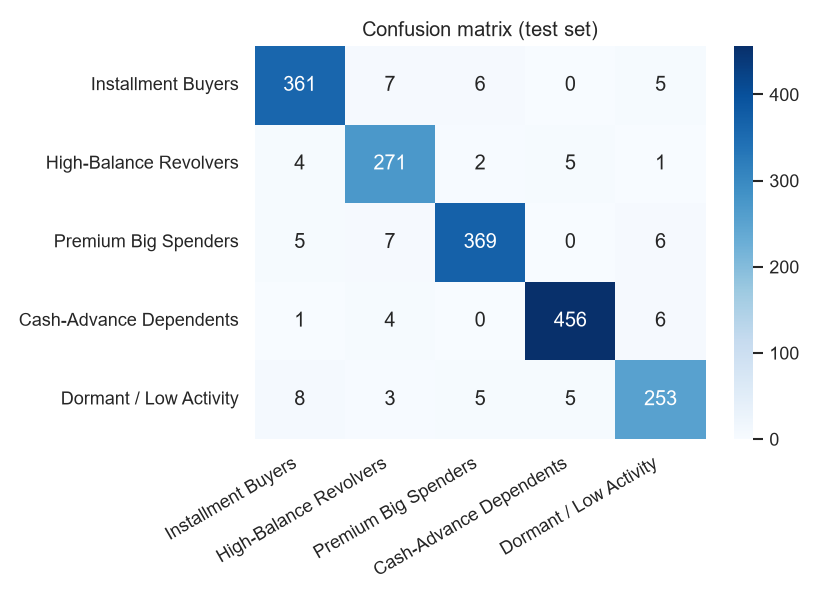 Confusion matrix (test set)
Installment Buyers 361 7 6 0 5
High-Balance Revolvers 4 271 2 5 1
Premium Big Spenders 5 7 369 0 6
Cash-Advance Dependents 1 4 0 456 6
Dormant / Low Activity 8 3 5 5 253
Installment Buyers
High-Balance Revolvers
Premium Big Spenders
Cash-Advance Dependents
Dormant / Low Activity
400
300
200
100
0